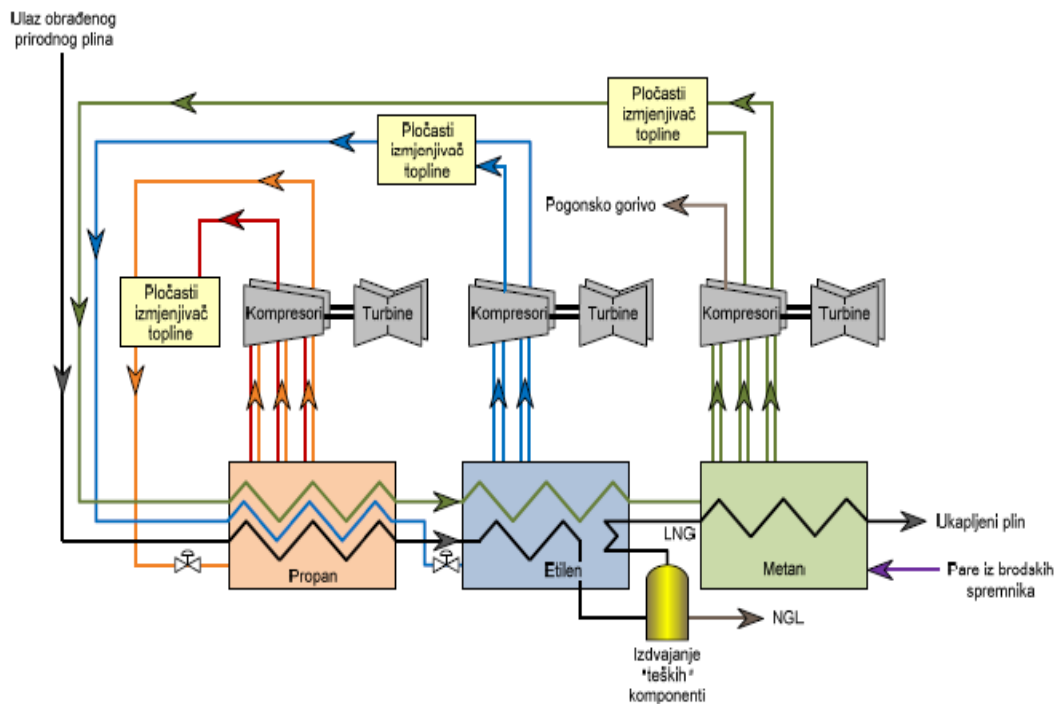 Ulaz obrađenog
prirodnog plina
Pločasti
izmjenjivač
topline
Pločasti
izmjenjivač
topline
Pogonsko gorivo
Pločasti
izmjenjivač
topline
Kompresori
Turbine
Kompresori
Turbine
Kompresori
Turbine
Propan
Etilen
LNG
Metan
Ukapljeni plin
Pare iz brodskih
spremnika
NGL
Izdvajanje
"teških"
komponenti